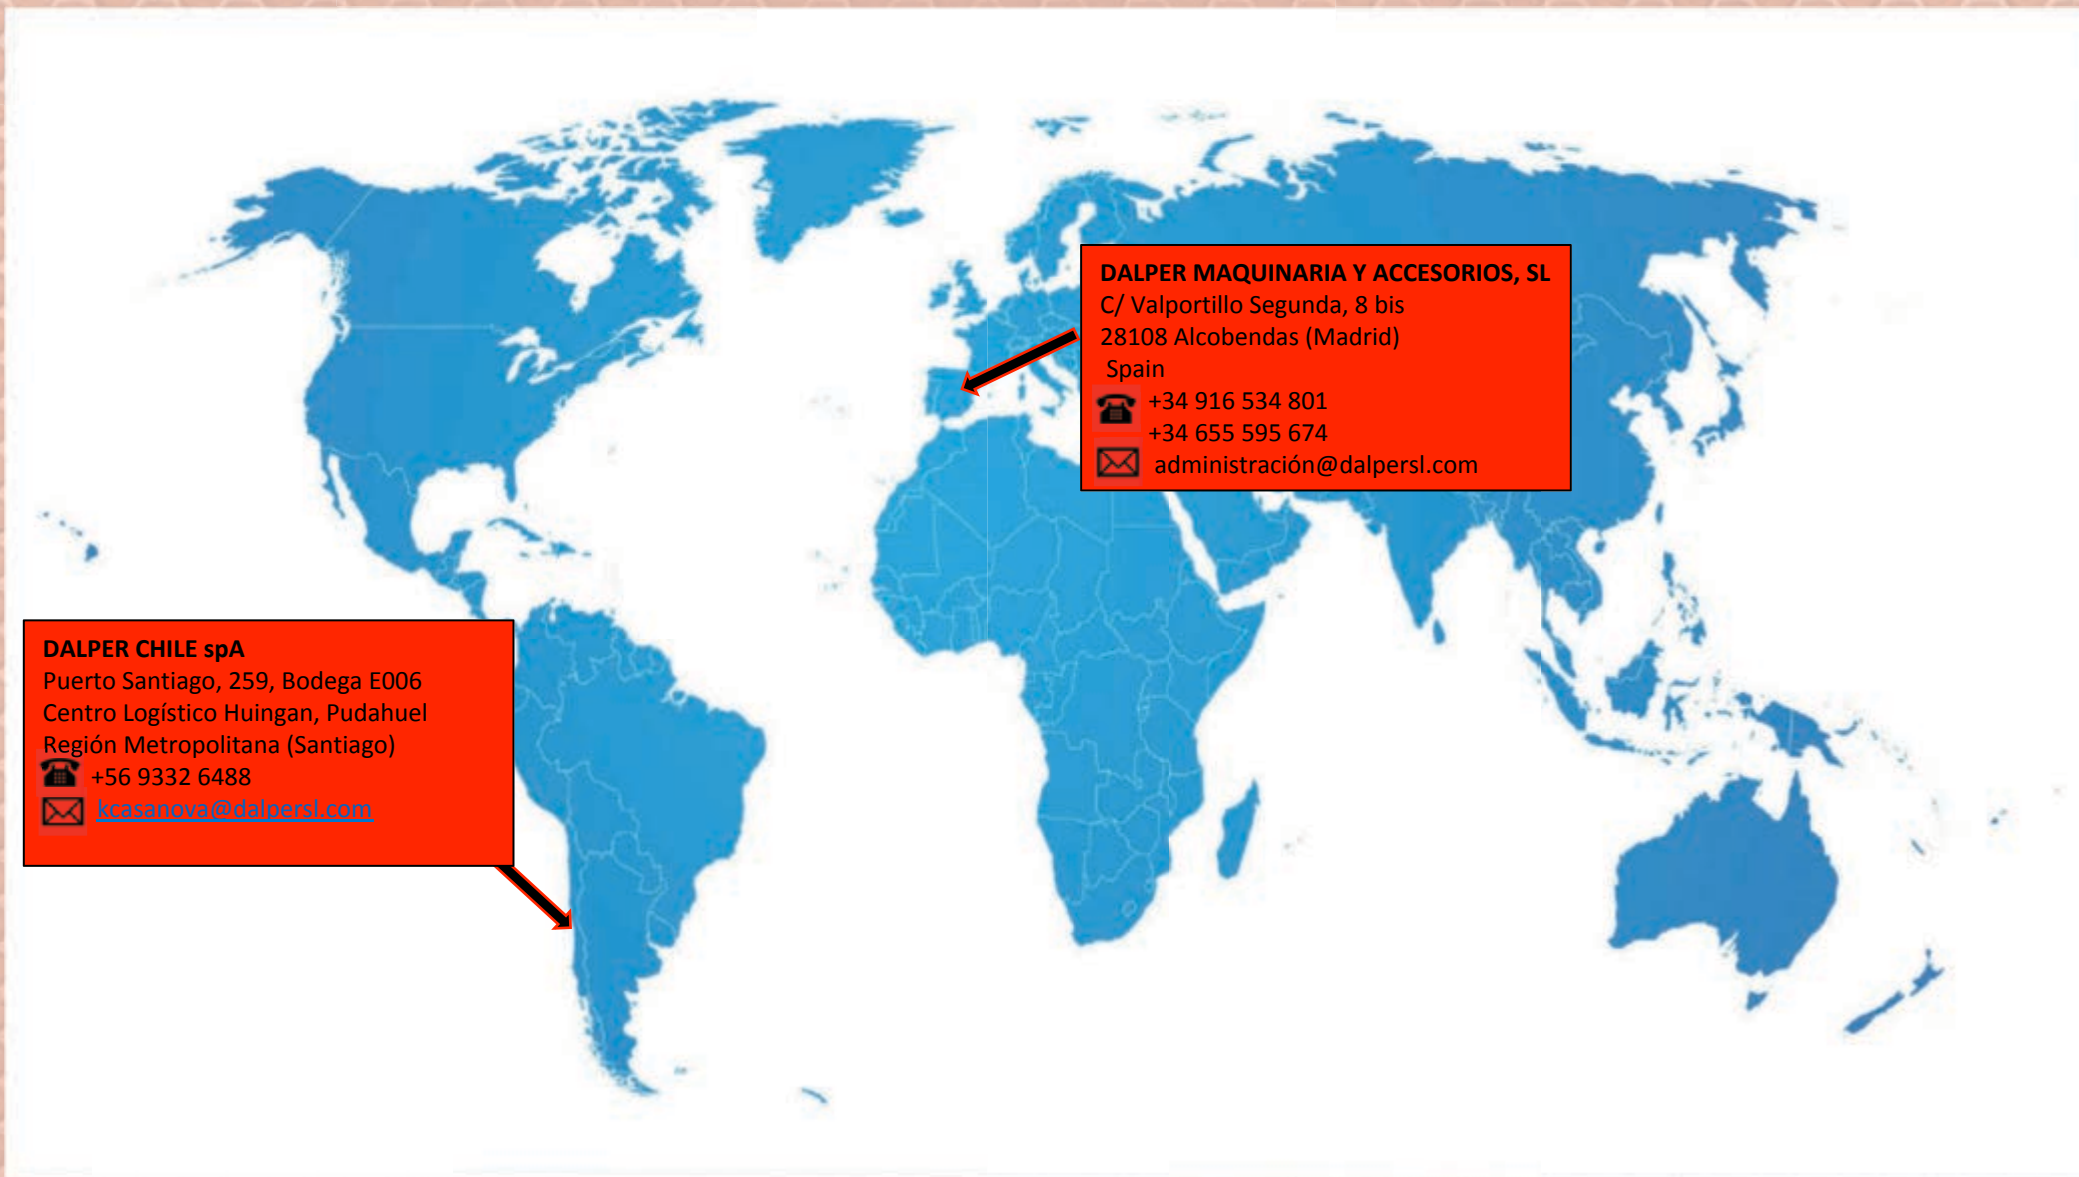 DALPER MAQUINARIA Y ACCESORIOS, SL
C/ Valportillo Segunda, 8 bis
28108 Alcobendas (Madrid)
Spain
+34 916 534 801
+34 655 595 674
administración@dalpersl.com
DALPER CHILE spA
Puerto Santiago, 259, Bodega E006
Centro Logístico Huingan, Pudahuel
Región Metropolitana (Santiago)
+56 9332 6488
kcasanova@dalpersl.com